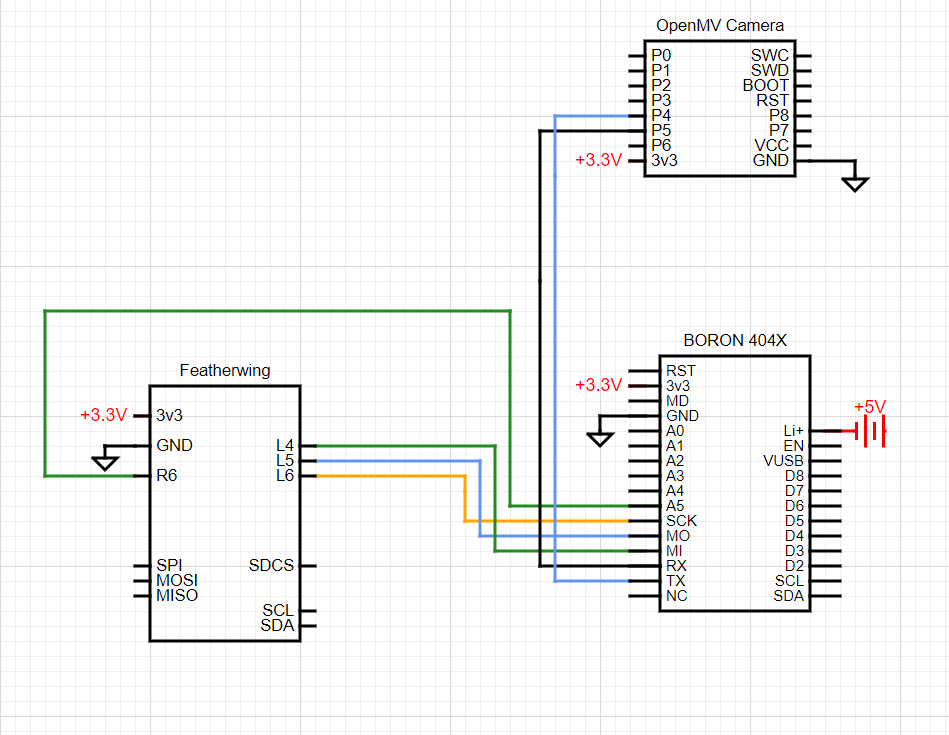 OpenMV Camera
P0 SWC
P1 SWD
P2 BOOT
P3 RST
P4 P8
P5 P7
P6 VCC
+3.3V 3v3 GND
BORON 404X
RST
+3.3V 3v3
MD
GND
A0 Li+ +5V
A1 EN
A2 VUSB
A3 D8
A4 D7
A5 D6
SCK D5
MO D4
MI D3
RX D2
TX SCL
NC SDA
Featherwing
+3.3V 3v3
GND L4
L5
R6 L6
SPI SDCS
MOSI
MISO
SCL
SDA